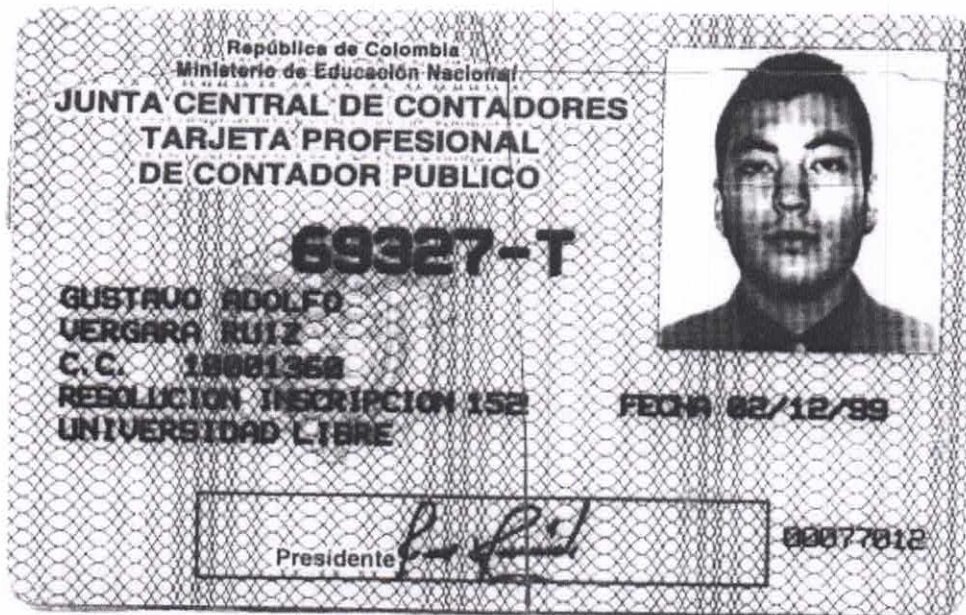 República de Colombia
Ministerio de Educación Nacional
JUNTA CENTRAL DE CONTADORES
TARJETA PROFESIONAL
DE CONTADOR PUBLICO
69327-T
GUSTAVO ADOLFO
VERGARA RUIZ
C.C. 10001360
RESOLUCION INSCRIPCION 152 FECHA 02/12/99
UNIVERSIDAD LIBRE
Presidente
00077012